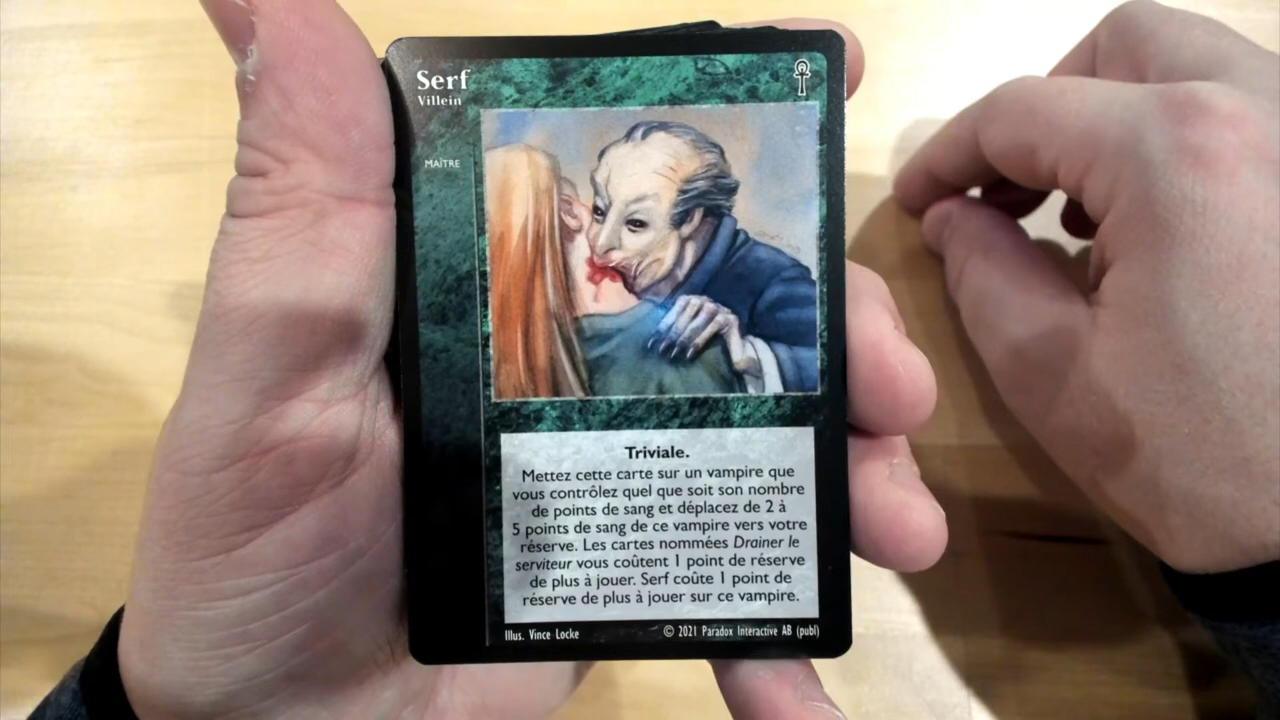 Serf
Villein
MAÎTRE
Triviale.
Mettez cette carte sur un vampire que
vous contrôlez quel que soit son nombre
de points de sang et déplacez de 2 à
5 points de sang de ce vampire vers votre
réserve. Les cartes nommées Drainer le
serviteur vous coûtent 1 point de réserve
de plus à jouer. Serf coûte 1 point de
réserve de plus à jouer sur ce vampire.
Illus. Vince Locke
© 2021 Paradox Interactive AB (publ)